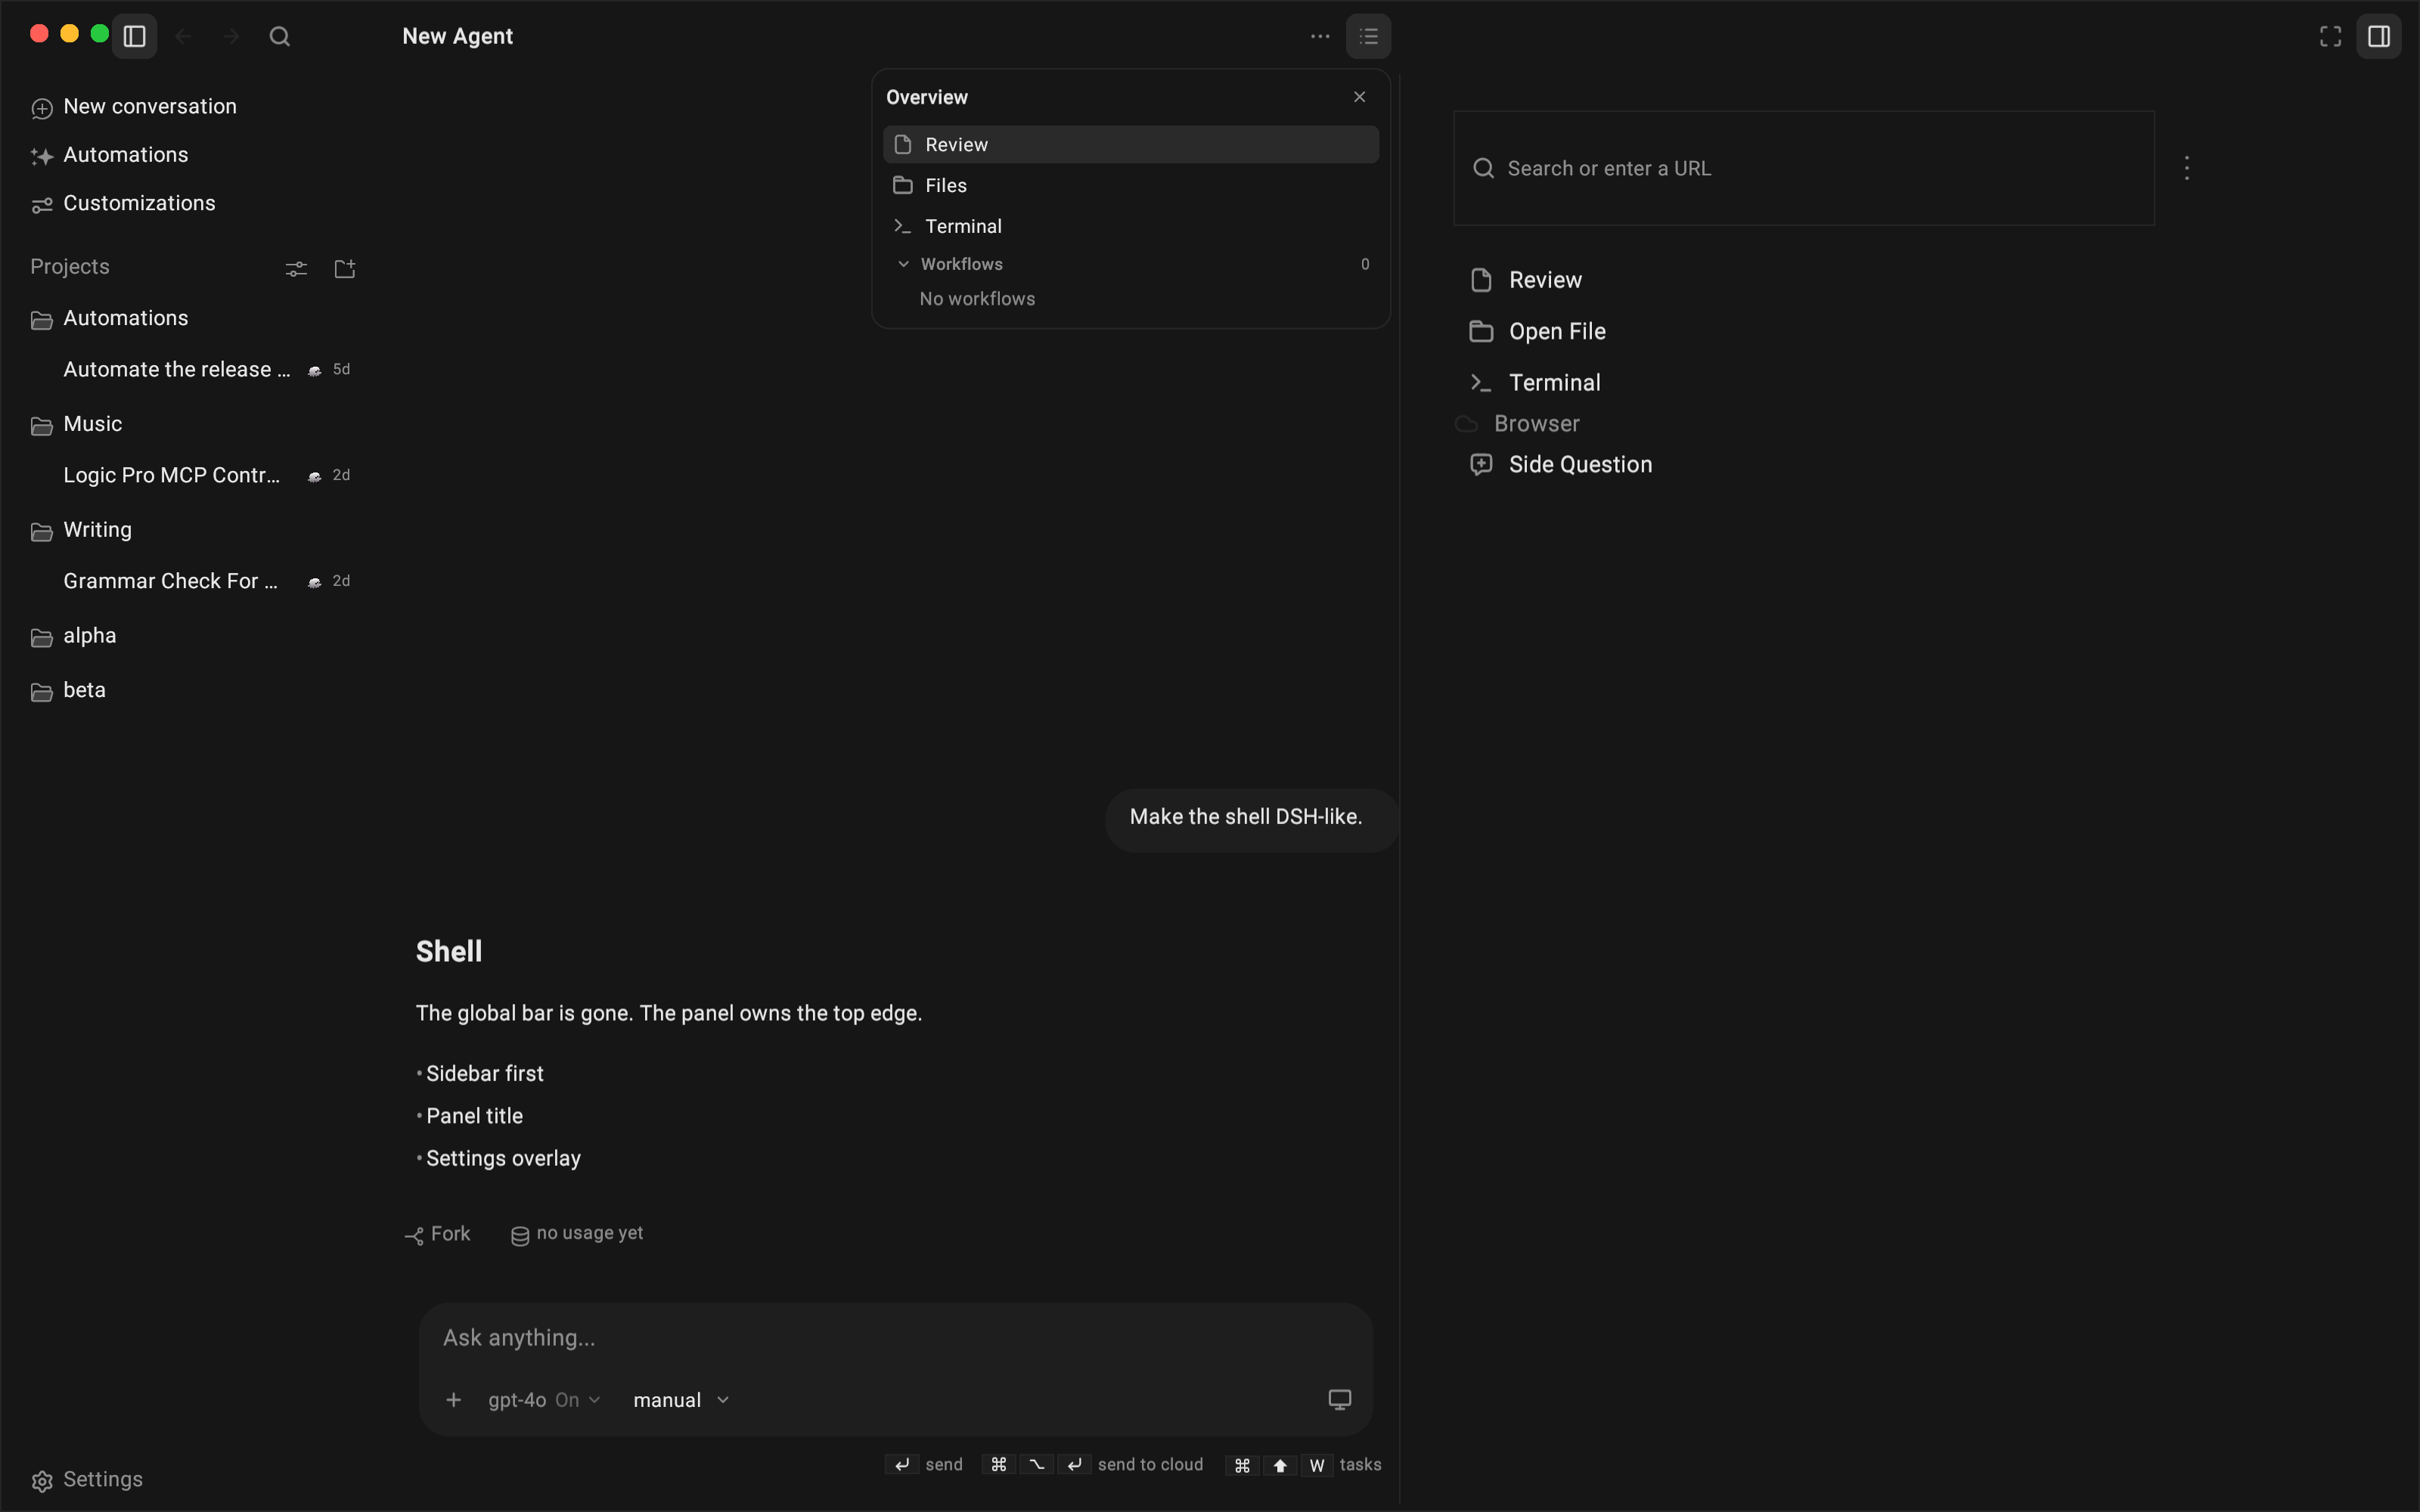 New Agent
New conversation
Automations
Customizations
Projects
Automations
Automate the release ... 5d
Music
Logic Pro MCP Contr... 2d
Writing
Grammar Check For ... 2d
alpha
beta
Settings
Overview
Review
Files
Terminal
Workflows 0
No workflows
Make the shell DSH-like.
Shell
The global bar is gone. The panel owns the top edge.
• Sidebar first
• Panel title
• Settings overlay
Fork no usage yet
Ask anything...
gpt-4o On manual
send ⌘ ⌥ send to cloud ⌘ W tasks
Search or enter a URL
Review
Open File
Terminal
Browser
Side Question